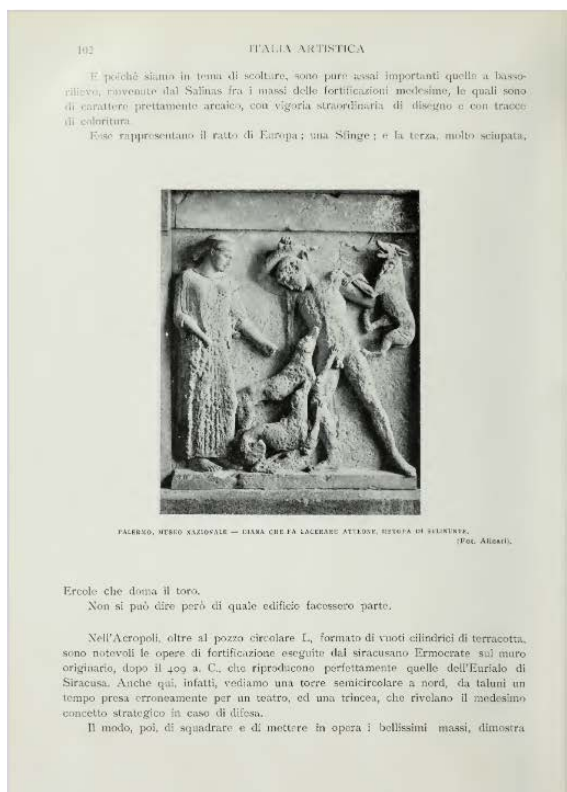 102
ITALIA ARTISTICA
E poichè siamo in tema di scolture, sono pure assai importanti quelle a basso-
rilievo, rinvenute dal Salinas fra i massi delle fortificazioni medesime, le quali sono
di carattere prettamente arcaico, con vigoria straordinaria di disegno e con tracce
di coloritura.
Esse rappresentano il ratto di Europa; una Sfinge; e la terza, molto sciupata,
PALERMO, MUSEO NAZIONALE — DIANA CHE FA LACERARE ATTEONE, METOPA DI SELINUNTE.
(Fot. Alinari).
Ercole che doma il toro.
Non si può dire però di quale edificio facessero parte.
Nell'Acropoli, oltre al pozzo circolare L, formato di vuoti cilindrici di terracotta,
sono notevoli le opere di fortificazione eseguite dal siracusano Ermocrate sul muro
originario, dopo il 409 a. C., che riproducono perfettamente quelle dell'Eurialo di
Siracusa. Anche qui, infatti, vediamo una torre semicircolare a nord, da taluni un
tempo presa erroneamente per un teatro, ed una trincea, che rivelano il medesimo
concetto strategico in caso di difesa.
Il modo, poi, di squadrare e di mettere in opera i bellissimi massi, dimostra